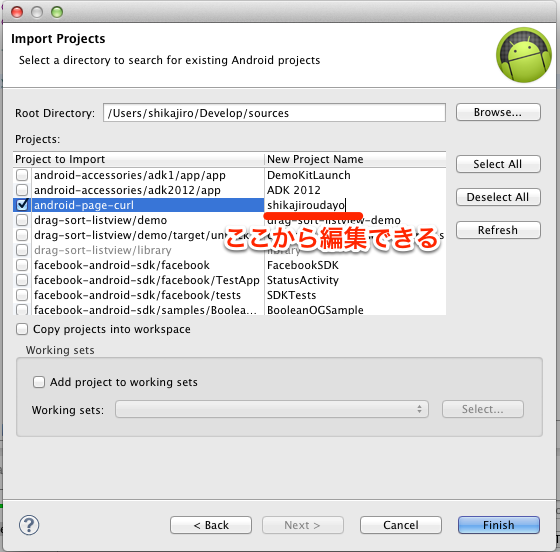 Import Projects
Select a directory to search for existing Android projects
Root Directory: /Users/shikajiro/Develop/sources Browse...
Projects:
Project to Import New Project Name
android-accessories/adk1/app/app DemoKitLaunch
android-accessories/adk2012/app ADK 2012
android-page-curl shikajiroudayo
drag-sort-listview/demo drag-sort-listview-demo
drag-sort-listview/demo/target/un
drag-sort-listview/library library
facebook-android-sdk/facebook FacebookSDK
facebook-android-sdk/facebook/TestApp StatusActivity
facebook-android-sdk/facebook/tests SDKTests
facebook-android-sdk/samples/Boolean... BooleanOGSample
ここから編集できる
Select All
Deselect All
Refresh
Copy projects into workspace
Working sets
Add project to working sets
Working sets: Select...
? < Back Next > Cancel Finish